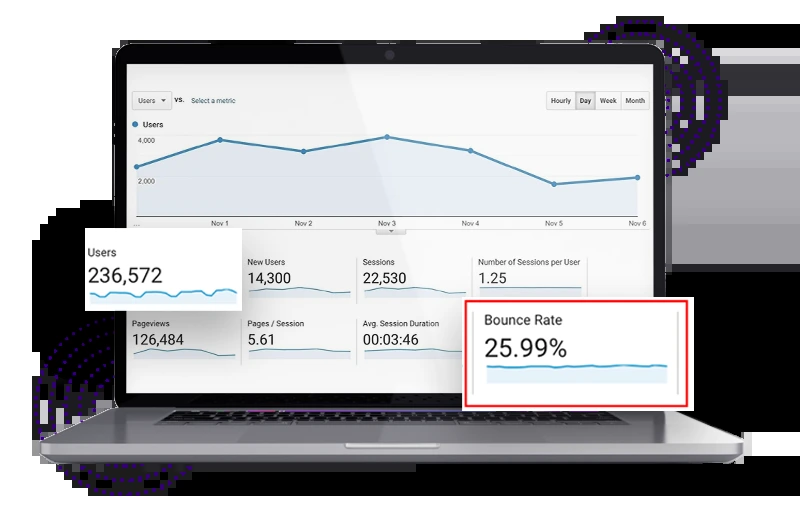 Users vs. Select a metric
Hourly Day Week Month
Users
4,000
2,000
... Nov 1 Nov 2 Nov 3 Nov 4 Nov 5 Nov 6
Users
236,572
New Users
14,300
Sessions
22,530
Number of Sessions per User
1.25
Pageviews
126,484
Pages / Session
5.61
Avg. Session Duration
00:03:46
Bounce Rate
25.99%